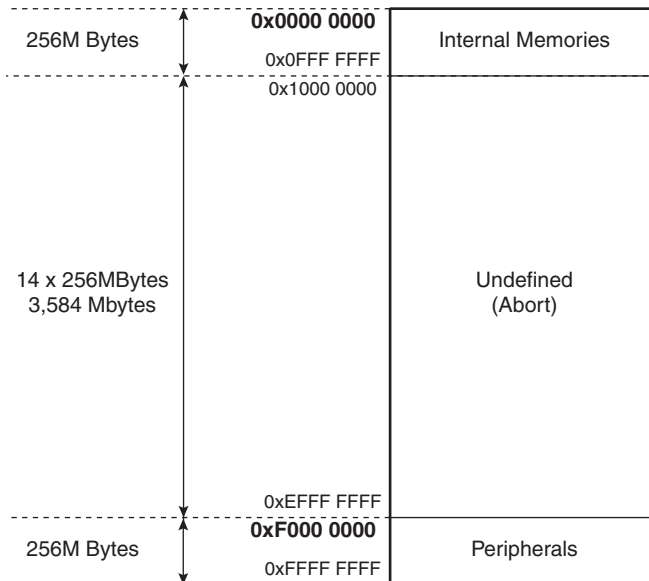 256M Bytes
0x0000 0000
Internal Memories
0x0FFF FFFF
0x1000 0000
14 x 256MBytes
3,584 Mbytes
Undefined
(Abort)
0xEFFF FFFF
0xF000 0000
256M Bytes
Peripherals
0xFFFF FFFF